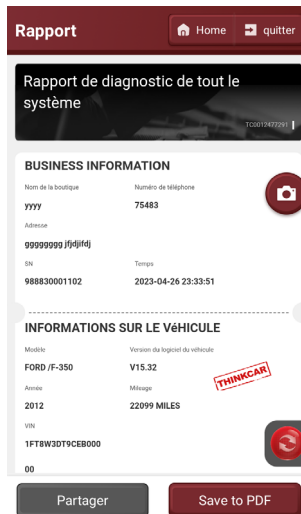 Rapport
Home
quitter
Rapport de diagnostic de tout le
système
TC0012477291
BUSINESS INFORMATION
Nom de la boutique
Numéro de téléphone
yyyy
75483
Adresse
gggggggg jfjdjifdj
SN
Temps
988830001102
2023-04-26 23:33:51
INFORMATIONS SUR LE VéHICULE
Modèle
Version du logiciel du véhicule
FORD /F-350
V15.32
THINKCAR
Année
Mileage
2012
22099 MILES
VIN
1FT8W3DT9CEB000
00
Partager
Save to PDF